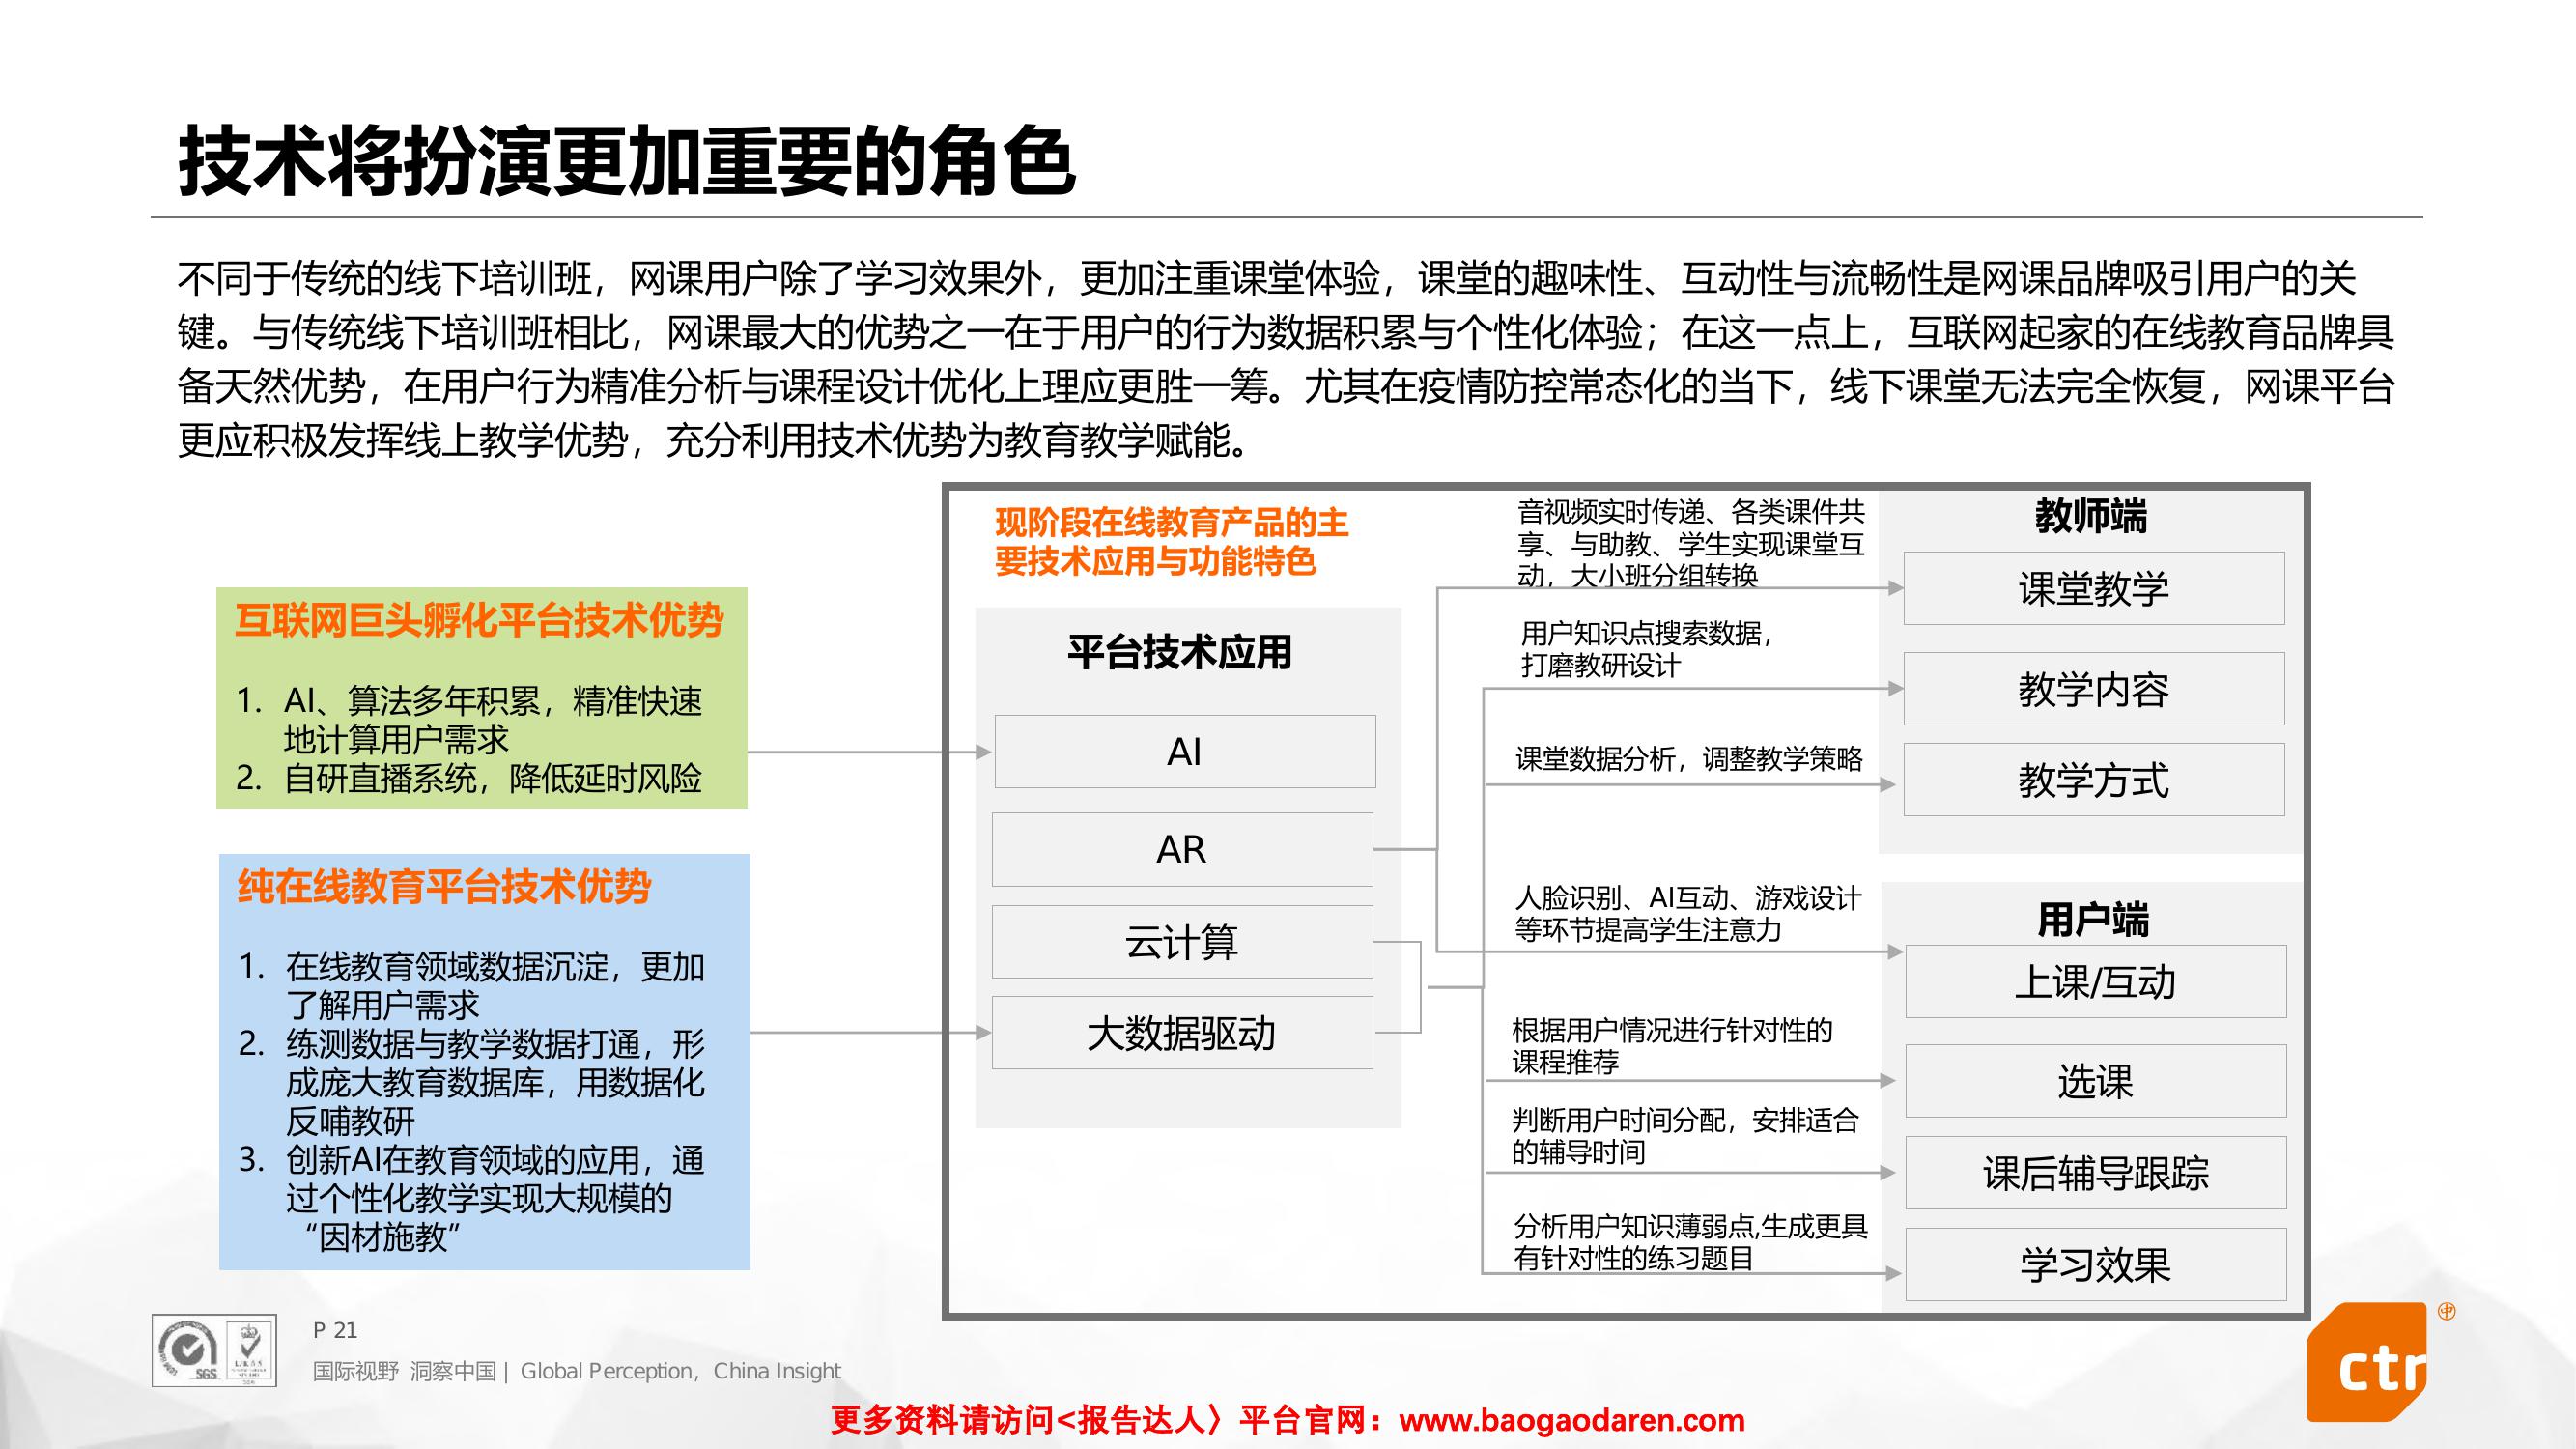 技术将扮演更加重要的角色
不同于传统的线下培训班，网课用户除了学习效果外，更加注重课堂体验，课堂的趣味性、互动性与流畅性是网课品牌吸引用户的关
键。与传统线下培训班相比，网课最大的优势之一在于用户的行为数据积累与个性化体验；在这一点上，互联网起家的在线教育品牌具
备天然优势，在用户行为精准分析与课程设计优化上理应更胜一筹。尤其在疫情防控常态化的当下，线下课堂无法完全恢复，网课平台
更应积极发挥线上教学优势，充分利用技术优势为教育教学赋能。
互联网巨头孵化平台技术优势
1. AI、算法多年积累，精准快速
地计算用户需求
2. 自研直播系统，降低延时风险
纯在线教育平台技术优势
1. 在线教育领域数据沉淀，更加
了解用户需求
2. 练测数据与教学数据打通，形
成庞大教育数据库，用数据化
反哺教研
3. 创新AI在教育领域的应用，通
过个性化教学实现大规模的
“因材施教”
现阶段在线教育产品的主
要技术应用与功能特色
平台技术应用
AI
AR
云计算
大数据驱动
音视频实时传递、各类课件共
享、与助教、学生实现课堂互
动，大小班分组转换
用户知识点搜索数据，
打磨教研设计
课堂数据分析，调整教学策略
人脸识别、AI互动、游戏设计
等环节提高学生注意力
根据用户情况进行针对性的
课程推荐
判断用户时间分配，安排适合
的辅导时间
分析用户知识薄弱点,生成更具
有针对性的练习题目
教师端
课堂教学
教学内容
教学方式
用户端
上课/互动
选课
课后辅导跟踪
学习效果
SGS
UKAS
P 21
国际视野 洞察中国 | Global Perception，China Insight
ctr
更多资料请访问<报告达人〉平台官网：www.baogaodaren.com